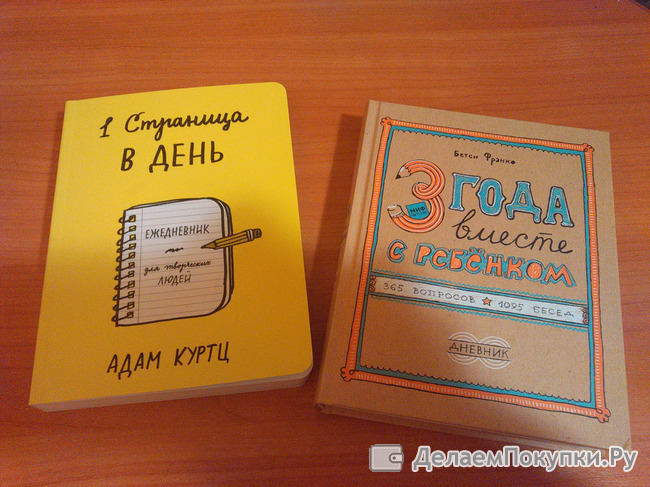 1 Страница
В ДЕНЬ
ЕЖЕДНЕВНИК
для творческих
ЛЮДЕЙ
АДАМ КУРТЦ
Бетси Франко
3 ГОДА
МИФ
вместе
С РЕБЁНКОМ
365 ВОПРОСОВ ★ 1095 БЕСЕД
ДНЕВНИК
ДелаемПокупки.Ру